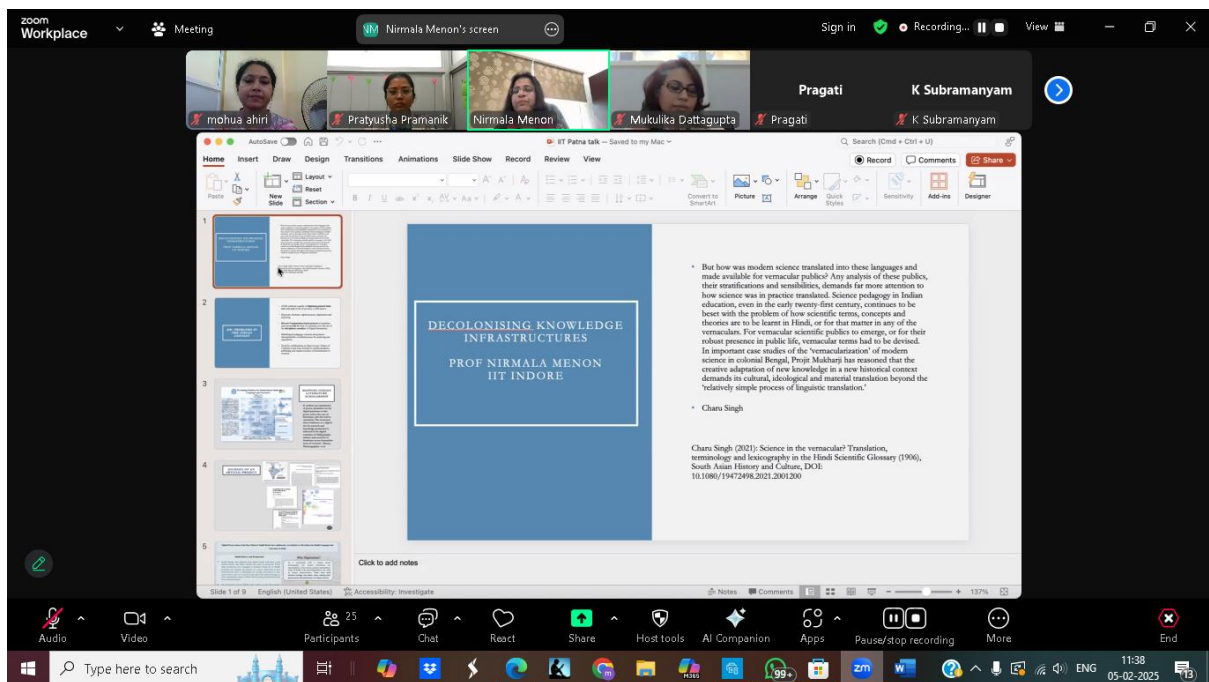 zoom
Workplace
Meeting
NM Nirmala Menon's screen
Sign in
Recording...
View
mohua ahiri
Pratyusha Pramanik
Nirmala Menon
Mukulika Dattagupta
Pragati
Pragati
K Subramanyam
K Subramanyam
AutoSave
IIT Patna talk — Saved to my Mac
Search (Cmd + Ctrl + U)
Home Insert Draw Design Transitions Animations Slide Show Record Review View
Record Comments Share
Paste
New
Slide
Layout
Reset
Section
Convert to
SmartArt
Picture
Arrange
Quick
Styles
Sensitivity
Add-ins
Designer
1
2
3
4
5
DECOLONISING KNOWLEDGE
INFRASTRUCTURES
PROF NIRMALA MENON
IIT INDORE
• But how was modern science translated into these languages and
made available for vernacular publics? Any analysis of these publics,
their stratifications and sensibilities, demands far more attention to
how science was in practice translated. Science pedagogy in Indian
education, even in the early twenty-first century, continues to be
beset with the problem of how scientific terms, concepts and
theories are to be learnt in Hindi, or for that matter in any of the
vernaculars. For vernacular scientific publics to emerge, or for their
robust presence in public life, vernacular terms had to be devised.
In important case studies of the 'vernacularization' of modern
science in colonial Bengal, Projit Mukharji has reasoned that the
creative adaptation of new knowledge in a new historical context
demands its cultural, ideological and material translation beyond the
'relatively simple process of linguistic translation.'
• Charu Singh
Charu Singh (2021): Science in the vernacular? Translation,
terminology and lexicography in the Hindi Scientific Glossary (1906),
South Asian History and Culture, DOI:
10.1080/19472498.2021.2001200
Click to add notes
Slide 1 of 9 English (United States) Accessibility: Investigate
Notes Comments 137%
Audio
Video
25
Participants
Chat
React
Share
Host tools
AI Companion
Apps
Pause/stop recording
More
End
Type here to search
99+
zm
ENG
11:38
05-02-2025
13